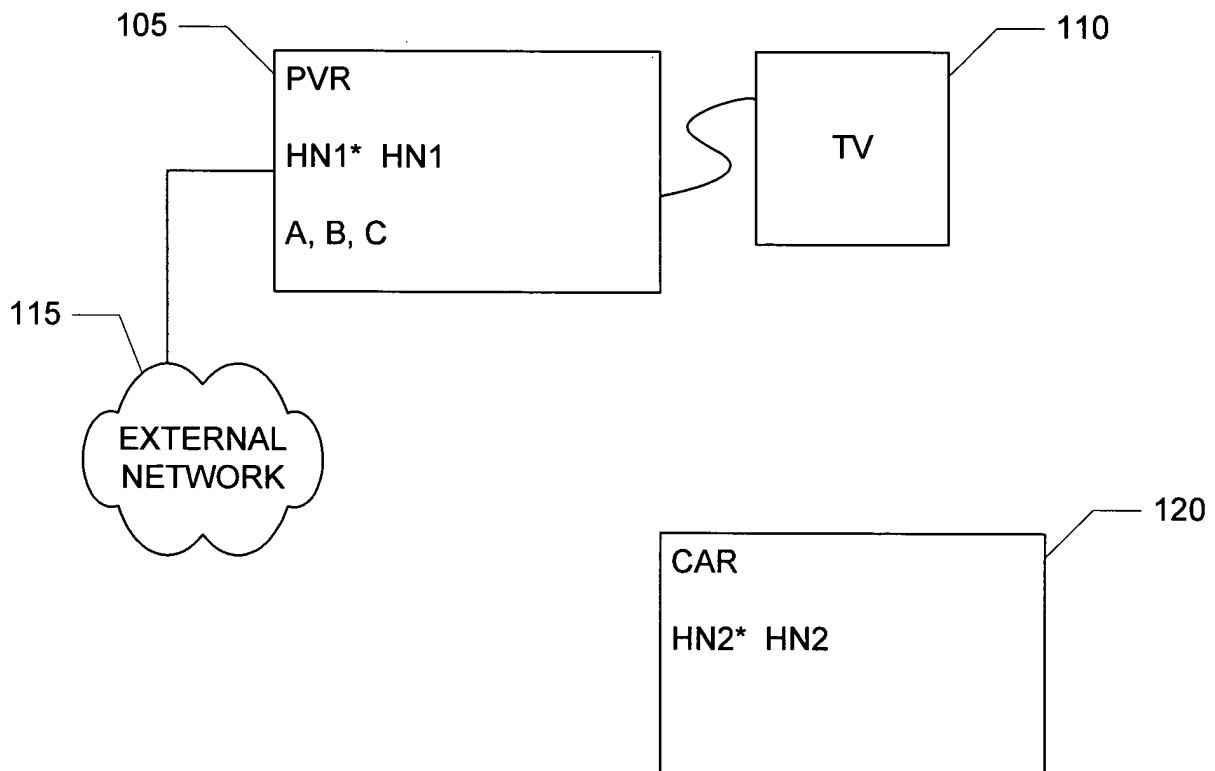 105
110
PVR
TV
HN1* HN1
A, B, C
115
EXTERNAL
NETWORK
120
CAR
HN2* HN2